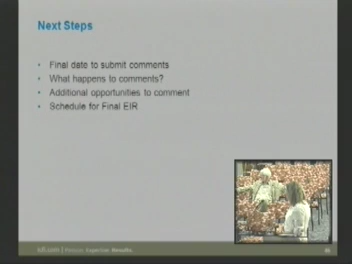 Next Steps
• Final date to submit comments
• What happens to comments?
• Additional opportunities to comment
• Schedule for Final EIR